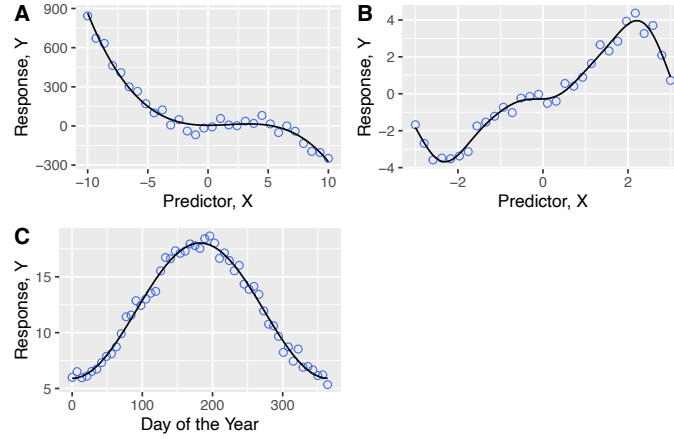 A
Response, Y
900
600
300
0
−300
−10
−5
0
5
10
Predictor, X
B
Response, Y
4
2
0
−2
−4
−2
0
2
Predictor, X
C
Response, Y
15
10
5
0
100
200
300
Day of the Year